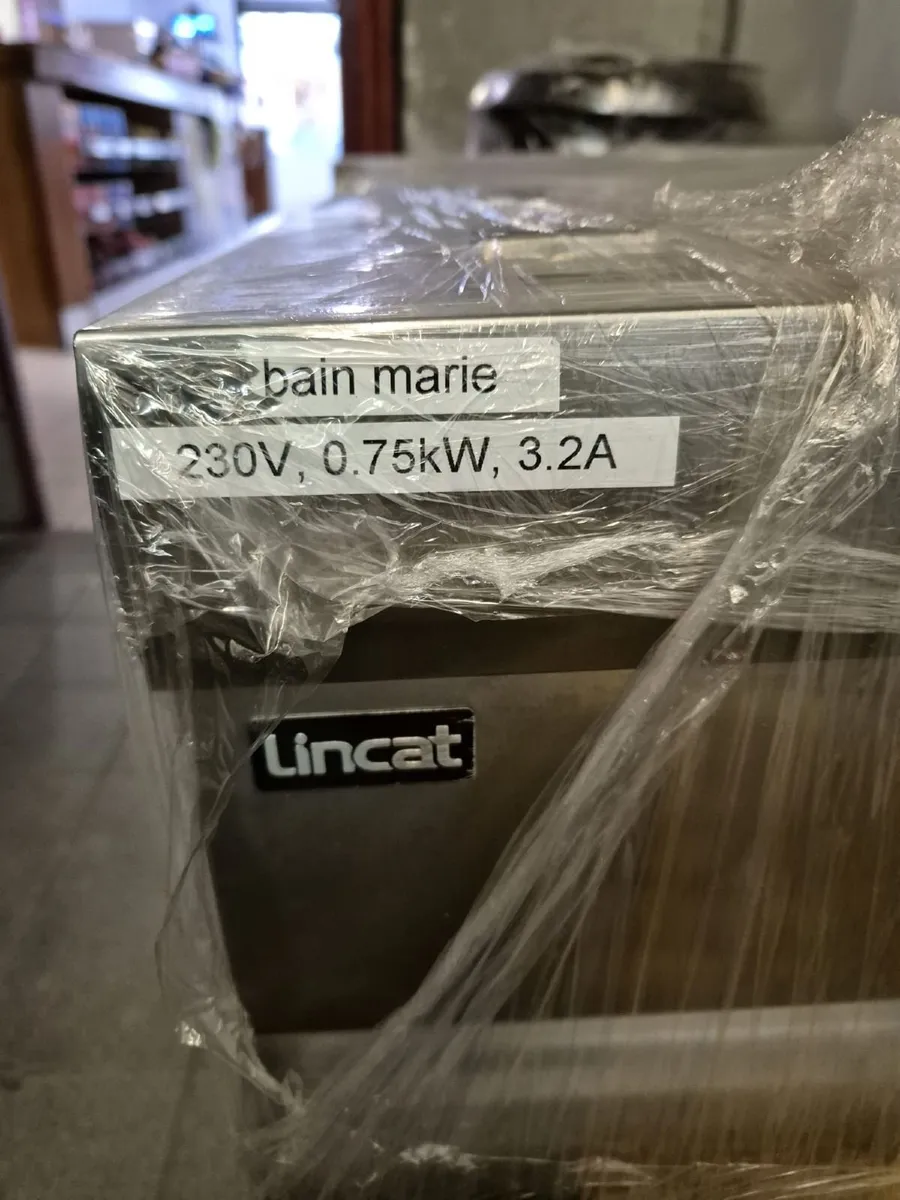 bain marie
230V, 0.75kW, 3.2A
Lincat